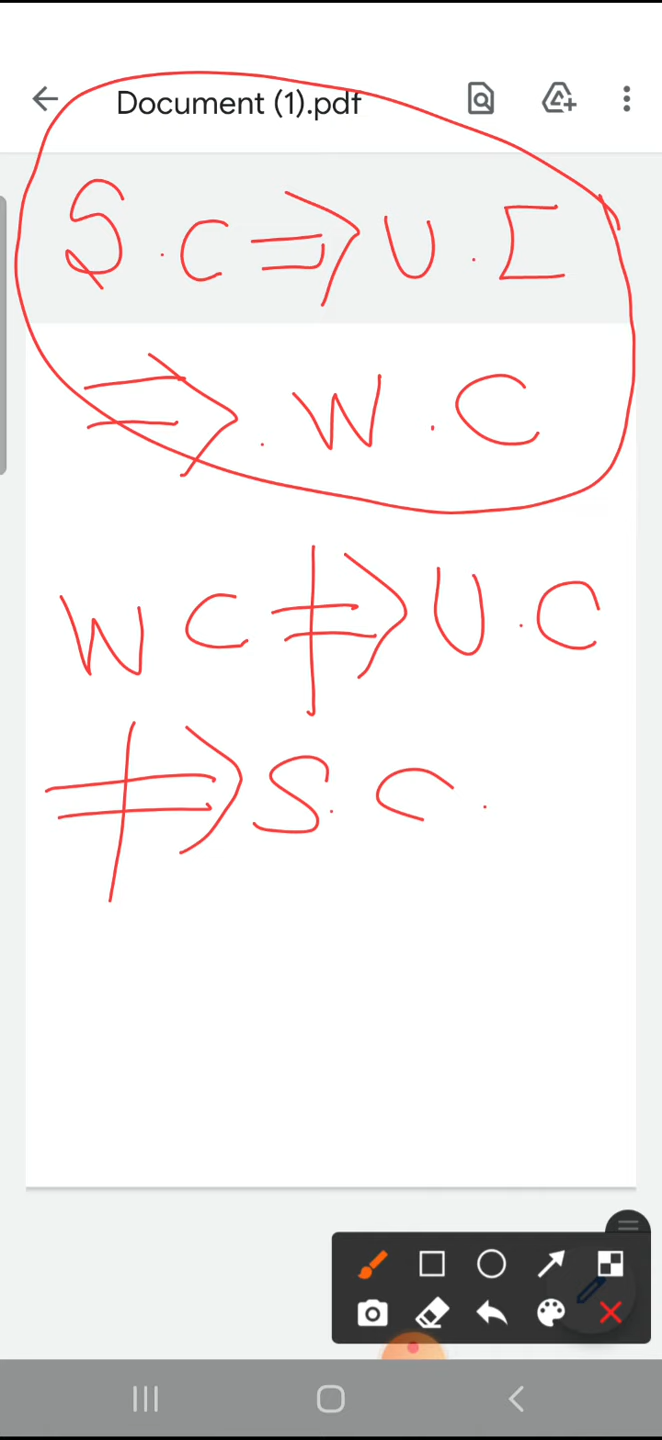 Document (1).pdf
S.C ⇒ U.C
⇒. W.C
WC ⇏ U.C
⇏ S.C.